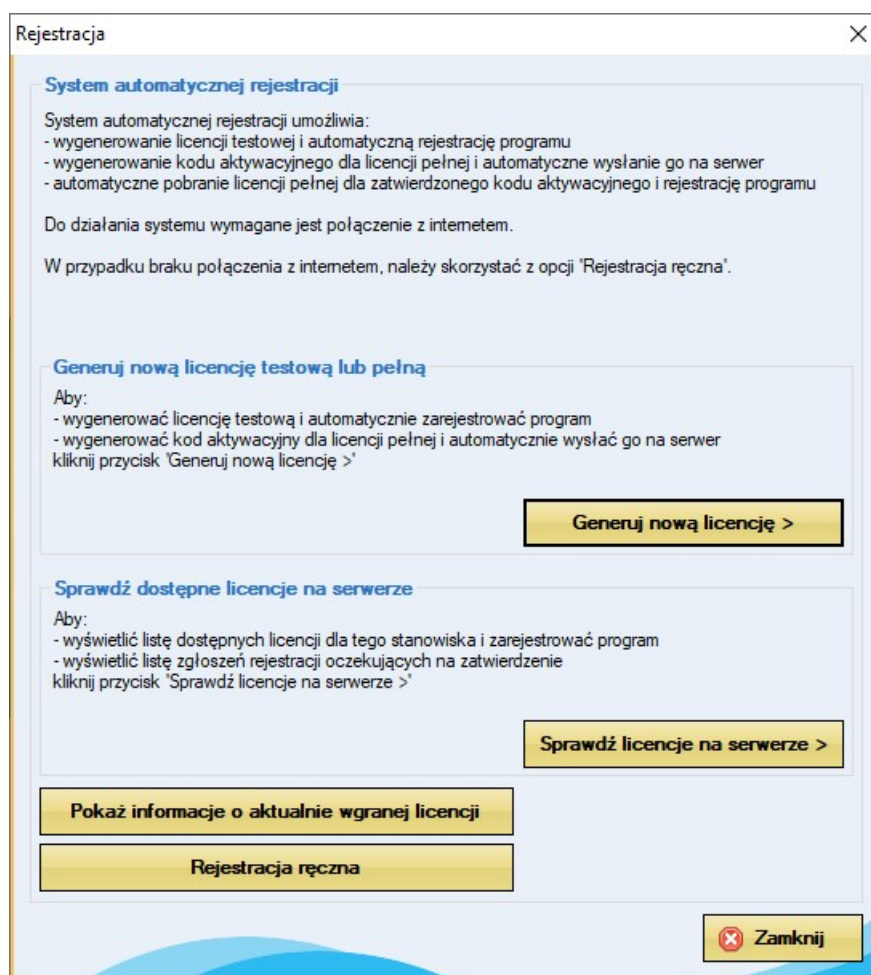 Rejestracja
System automatycznej rejestracji
System automatycznej rejestracji umożliwia:
- wygenerowanie licencji testowej i automatyczną rejestrację programu
- wygenerowanie kodu aktywacyjnego dla licencji pełnej i automatyczne wysłanie go na serwer
- automatyczne pobranie licencji pełnej dla zatwierdzonego kodu aktywacyjnego i rejestrację programu
Do działania systemu wymagane jest połączenie z internetem.
W przypadku braku połączenia z internetem, należy skorzystać z opcji 'Rejestracja ręczna'.
Generuj nową licencję testową lub pełną
Aby:
- wygenerować licencję testową i automatycznie zarejestrować program
- wygenerować kod aktywacyjny dla licencji pełnej i automatycznie wysłać go na serwer
kliknij przycisk 'Generuj nową licencję >'
Generuj nową licencję >
Sprawdź dostępne licencje na serwerze
Aby:
- wyświetlić listę dostępnych licencji dla tego stanowiska i zarejestrować program
- wyświetlić listę zgłoszeń rejestracji oczekujących na zatwierdzenie
kliknij przycisk 'Sprawdź licencje na serwerze >'
Sprawdź licencje na serwerze >
Pokaż informacje o aktualnie wgranej licencji
Rejestracja ręczna
Zamknij